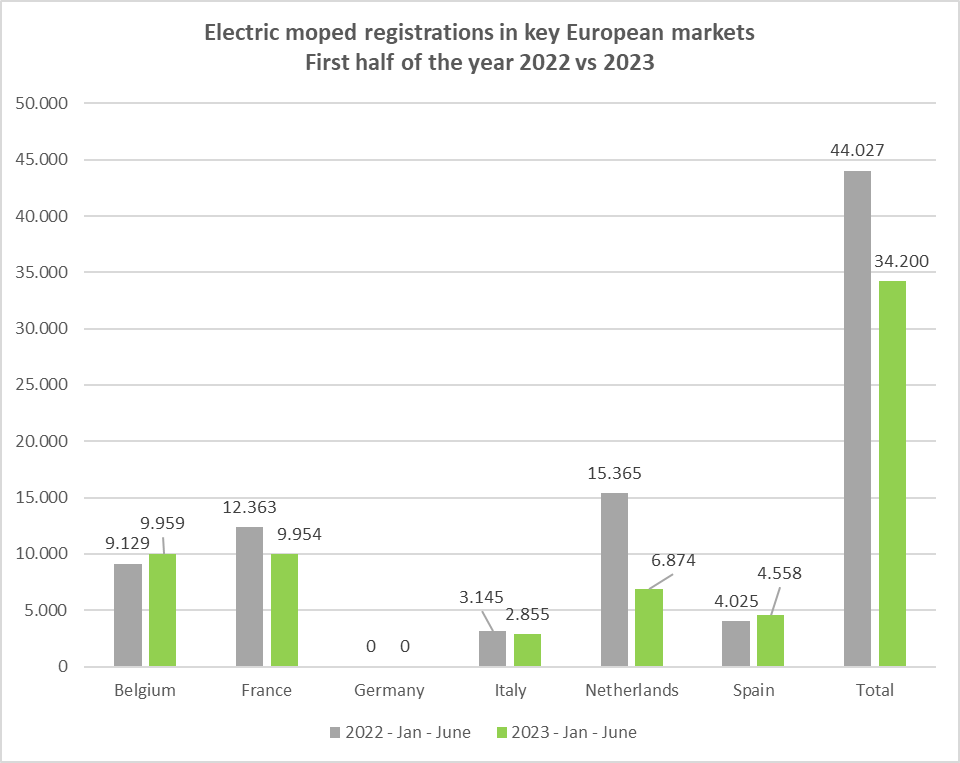 Electric moped registrations in key European markets
First half of the year 2022 vs 2023
50.000
45.000
40.000
35.000
30.000
25.000
20.000
15.000
10.000
5.000
0
9.129
9.959
12.363
9.954
0
0
3.145
2.855
15.365
6.874
4.025
4.558
44.027
34.200
Belgium
France
Germany
Italy
Netherlands
Spain
Total
2022 - Jan - June
2023 - Jan - June